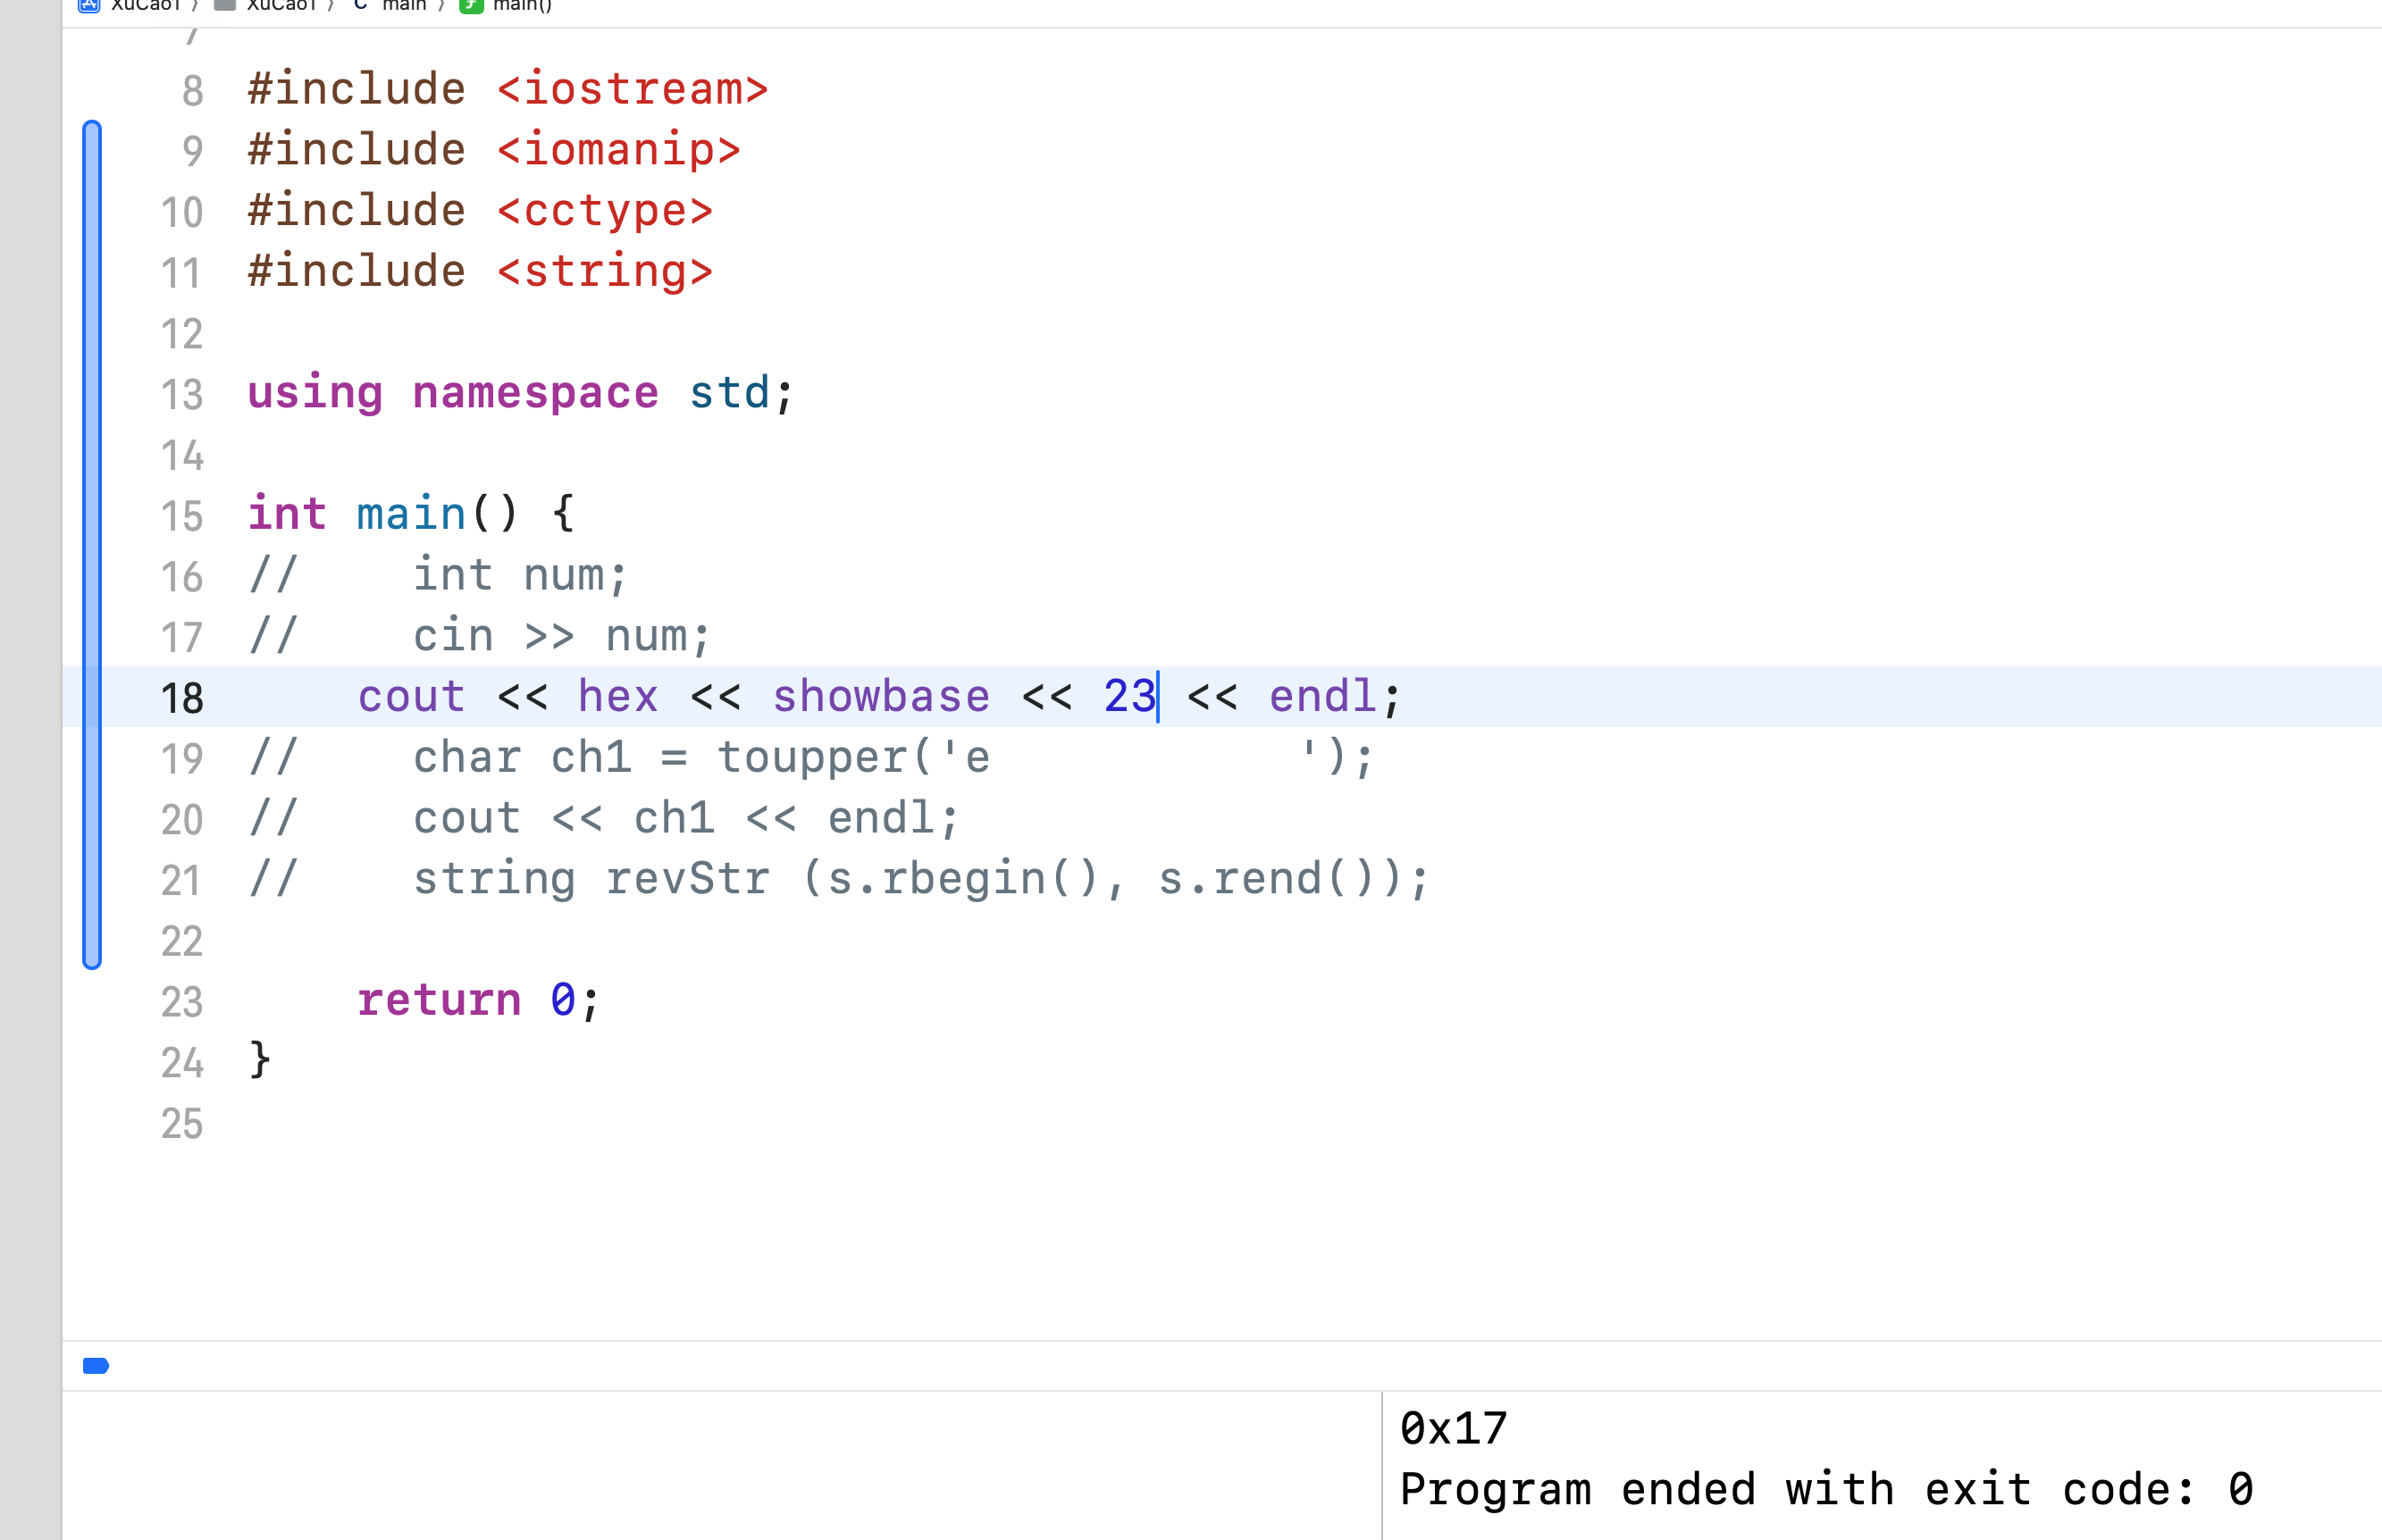 XuCao1 〉 XuCao1 〉 C main 〉 f main()
7
8 #include <iostream>
9 #include <iomanip>
10 #include <cctype>
11 #include <string>
12
13 using namespace std;
14
15 int main() {
16 //    int num;
17 //    cin >> num;
18     cout << hex << showbase << 23 << endl;
19 //    char ch1 = toupper('e           ');
20 //    cout << ch1 << endl;
21 //    string revStr (s.rbegin(), s.rend());
22
23     return 0;
24 }
25
0x17
Program ended with exit code: 0